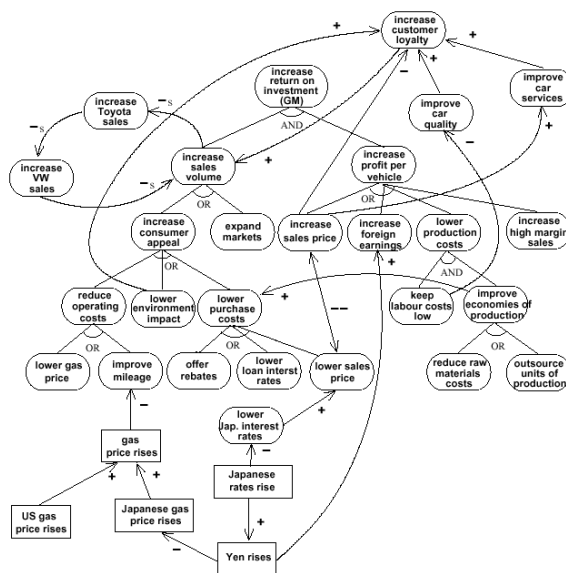 increase
customer
loyalty
+
+
+
-
increase
return on
investment
(GM)
AND
improve
car
services
increase
Toyota
sales
-s
-s
improve
car
quality
-
+
increase
VW
sales
-s
increase
sales
volume
+
increase
profit per
vehicle
OR
OR
increase
consumer
appeal
expand
markets
increase
sales price
increase
foreign
earnings
+
lower
production
costs
increase
high margin
sales
OR
AND
reduce
operating
costs
lower
environment
impact
lower
purchase
costs
+
keep
labour costs
low
improve
economies of
production
--
OR
OR
OR
lower gas
price
improve
mileage
offer
rebates
lower
loan interst
rates
lower sales
price
reduce raw
materials
costs
outsource
units of
production
-
lower
Jap. interest
rates
+
gas
price rises
-
+
+
Japanese
rates rise
US gas
price rises
Japanese gas
price rises
+
-
Yen rises